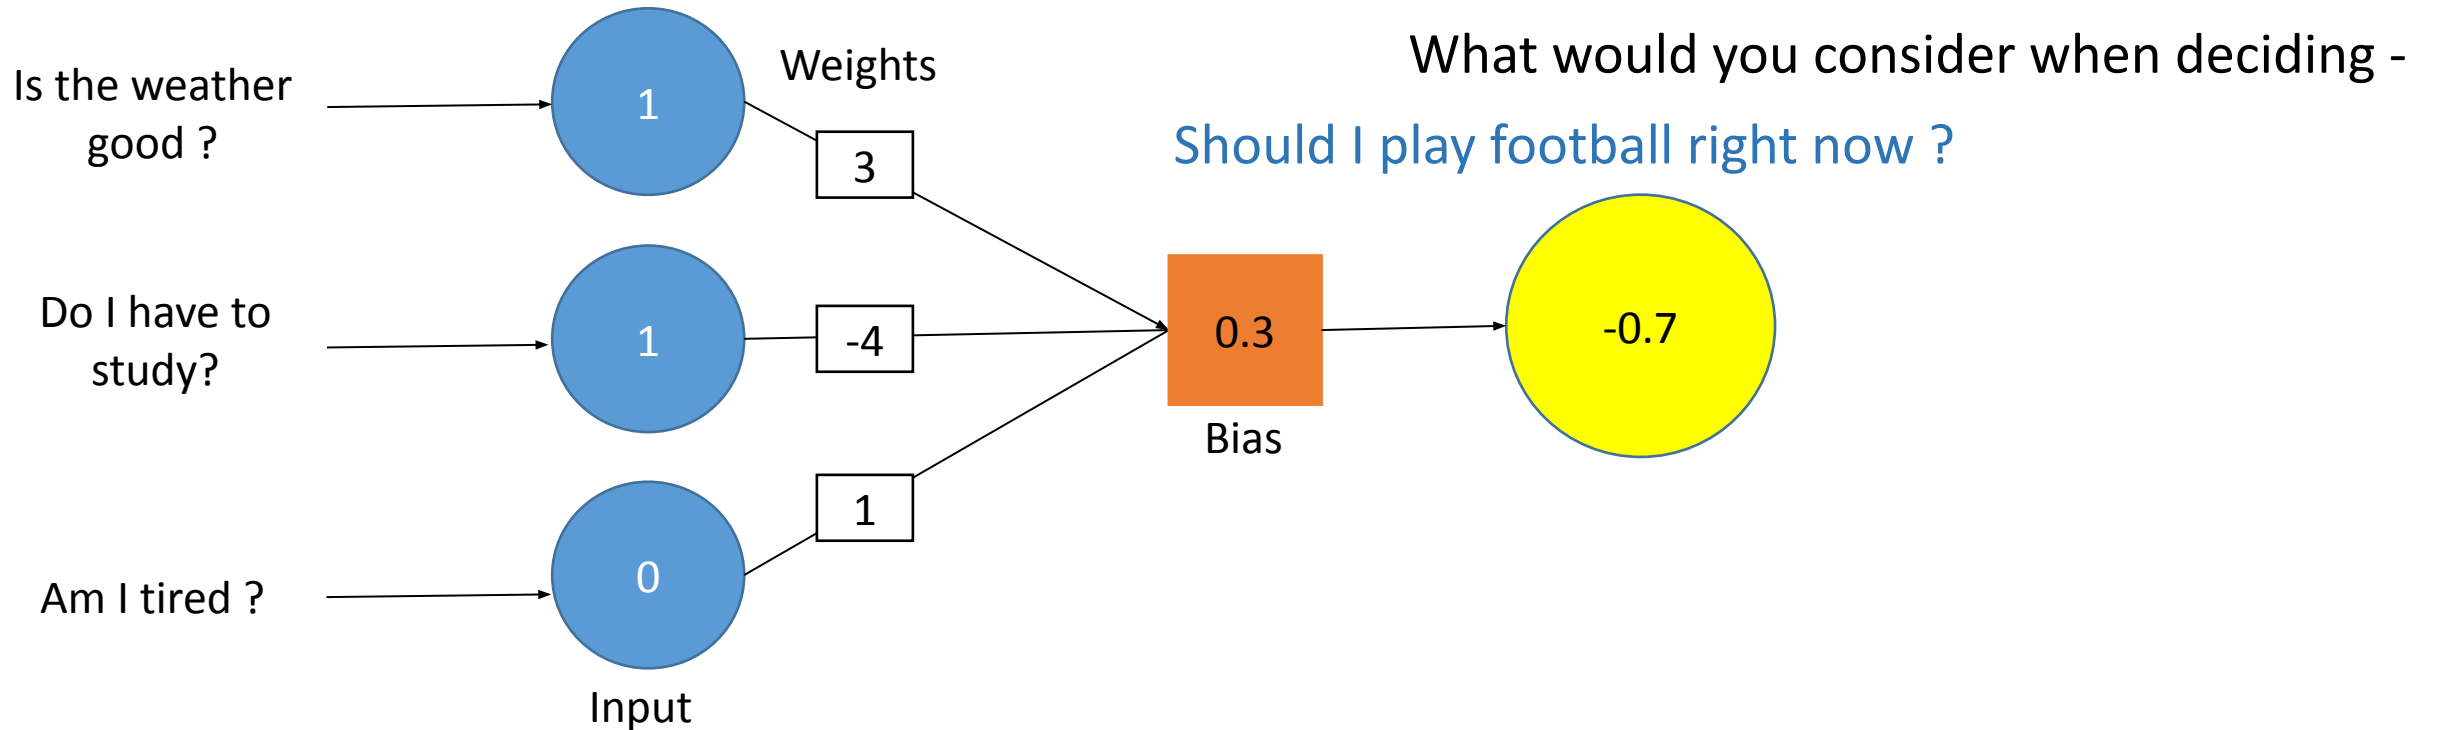 What would you consider when deciding -
Should I play football right now ?
Weights
Is the weather
good ?
1
3
Do I have to
study?
1
-4
0.3
-0.7
Bias
Am I tired ?
0
1
Input